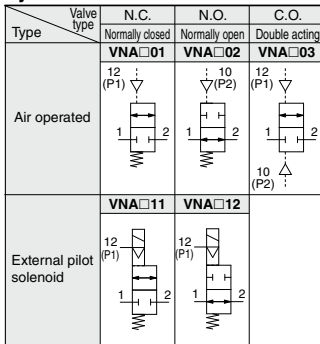 Valve type
Type
N.C.
N.O.
C.O.
Normally closed
Normally open
Double acting
VNA□01
VNA□02
VNA□03
Air operated
12
(P1)
1
2
10
(P2)
1
2
12
(P1)
1
2
10
(P2)
VNA□11
VNA□12
External pilot
solenoid
12
(P1)
1
2
12
(P1)
1
2